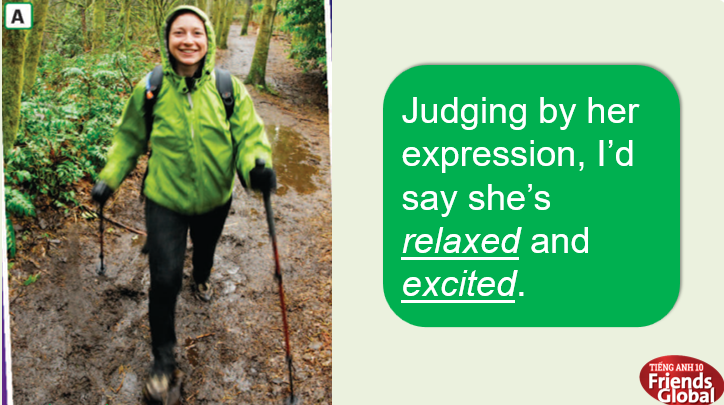 A
Judging by her
expression, I’d
say she’s
relaxed and
excited.
TIẾNG ANH 10
Friends
Global